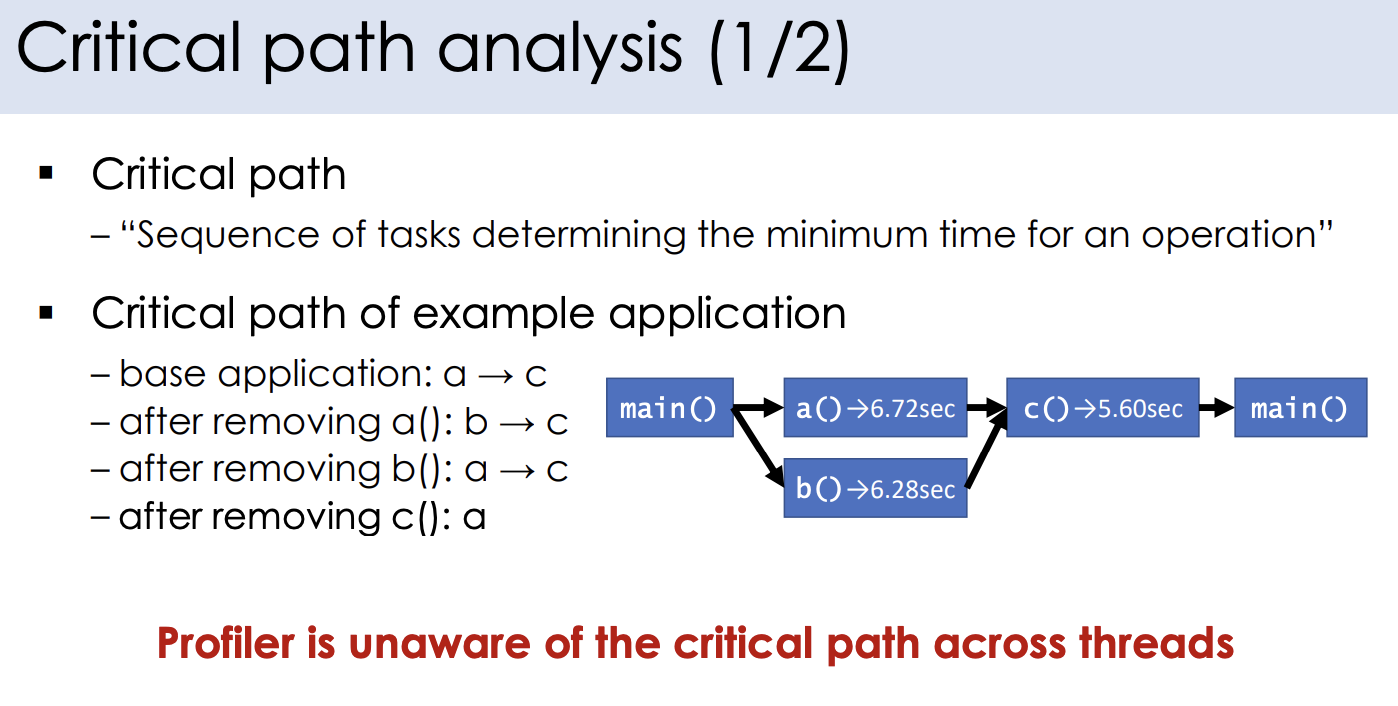 Critical path analysis (1/2)
▪ Critical path
– “Sequence of tasks determining the minimum time for an operation”
▪ Critical path of example application
– base application: a → c
– after removing a(): b → c
– after removing b(): a → c
– after removing c(): a
main()
a()→6.72sec
c()→5.60sec
main()
b()→6.28sec
Profiler is unaware of the critical path across threads